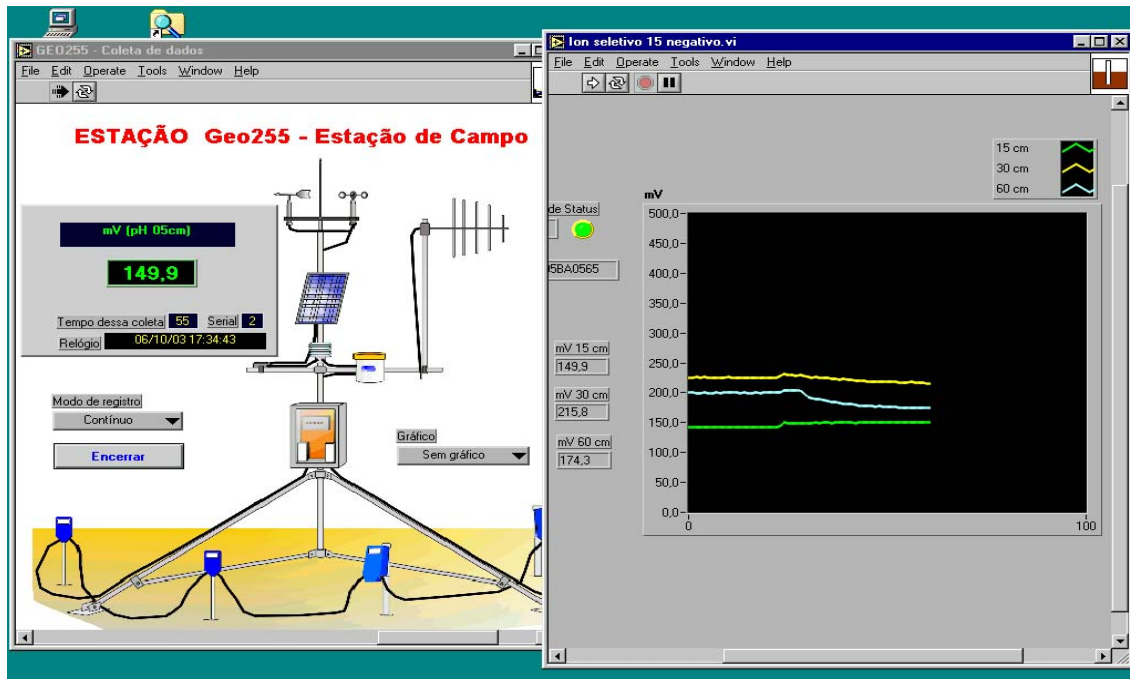 GEO255 - Coleta de dados
File Edit Operate Tools Window Help
ESTAÇÃO Geo255 - Estação de Campo
mV (pH 05cm)
149,9
Tempo dessa coleta 55 Serial 2
Relógio 06/10/03 17:34:43
Modo de registro
Contínuo
Encerrar
Gráfico
Sem gráfico
Ion seletivo 15 negativo.vi
File Edit Operate Tools Window Help
15 cm
30 cm
60 cm
mV
de Status
05BA0565
mV 15 cm
149,9
mV 30 cm
215,8
mV 60 cm
174,3
500,0
450,0
400,0
350,0
300,0
250,0
200,0
150,0
100,0
50,0
0,0
0
100